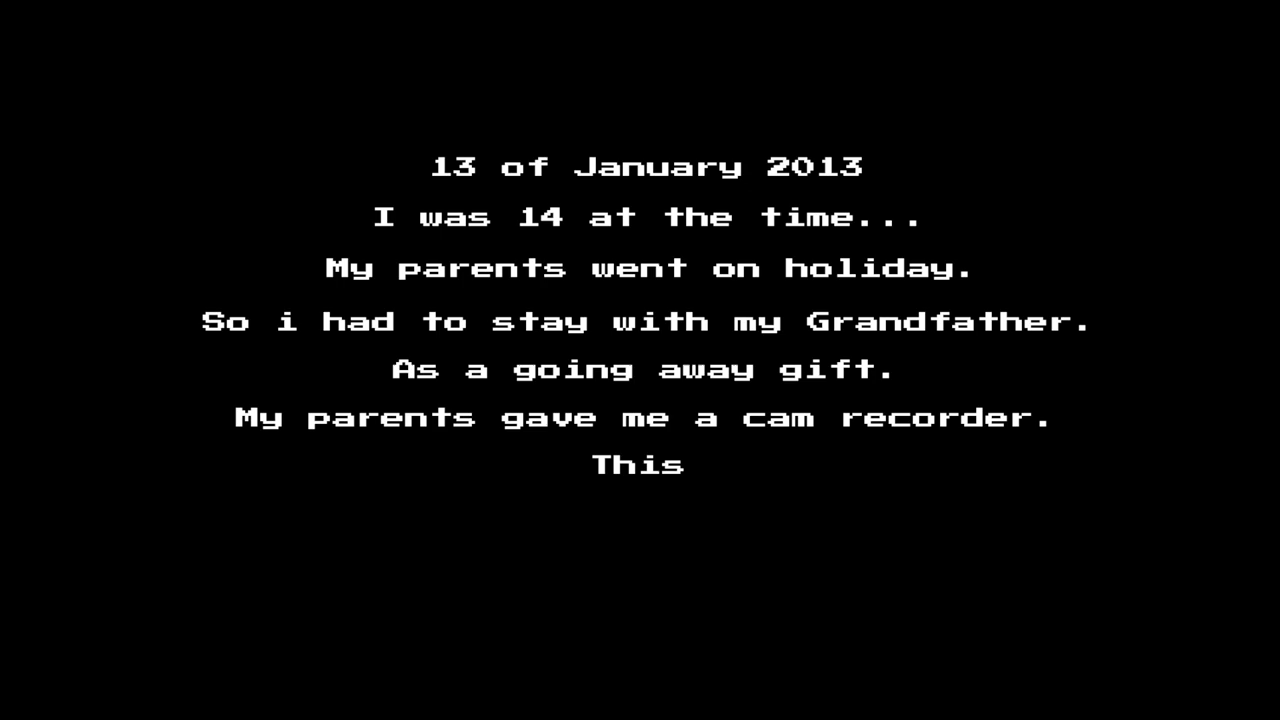 13 of January 2013
I was 14 at the time...
My parents went on holiday.
So i had to stay with my Grandfather.
As a going away gift.
My parents gave me a cam recorder.
This